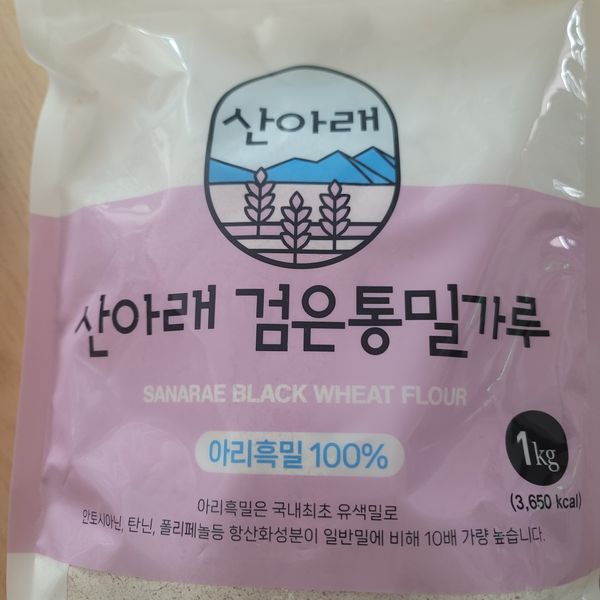 산아래
산아래 검은통밀가루
SANARAE BLACK WHEAT FLOUR
아리흑밀 100%
1kg
(3,650 kcal)
아리흑밀은 국내최초 유색밀로
안토시아닌, 탄닌, 폴리페놀등 항산화성분이 일반밀에 비해 10배 가량 높습니다.